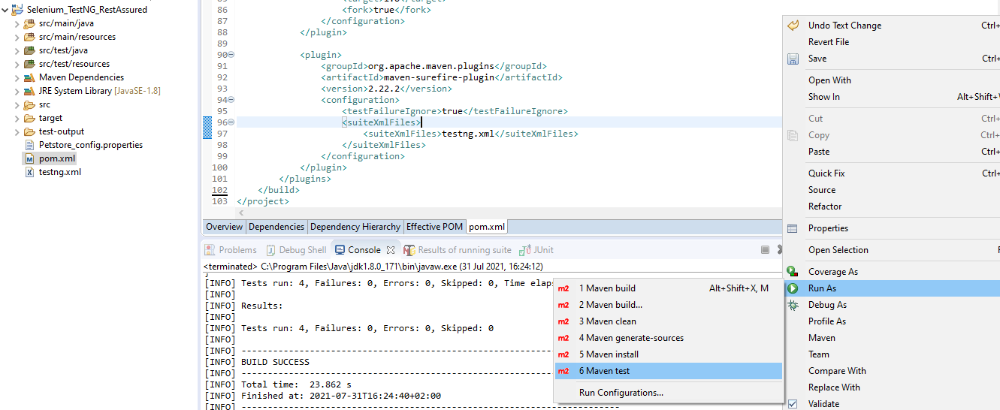 Selenium_TestNG_RestAssured
src/main/java
src/main/resources
src/test/java
src/test/resources
Maven Dependencies
JRE System Library [JavaSE-1.8]
src
target
test-output
Petstore_config.properties
pom.xml
testng.xml
86 <fork>true</fork>
87 </configuration>
88 </plugin>
89
90 <plugin>
91 <groupId>org.apache.maven.plugins</groupId>
92 <artifactId>maven-surefire-plugin</artifactId>
93 <version>2.22.2</version>
94 <configuration>
95 <testFailureIgnore>true</testFailureIgnore>
96 <suiteXmlFiles>
97 <suiteXmlFiles>testng.xml</suiteXmlFiles>
98 </suiteXmlFiles>
99 </configuration>
100 </plugin>
101 </plugins>
102 </build>
103 </project>
Overview Dependencies Dependency Hierarchy Effective POM pom.xml
Problems Debug Shell Console Results of running suite JUnit
<terminated> C:\Program Files\Java\jdk1.8.0_171\bin\javaw.exe (31 Jul 2021, 16:24:12)
[INFO] Tests run: 4, Failures: 0, Errors: 0, Skipped: 0, Time elaps
[INFO]
[INFO] Results:
[INFO]
[INFO] Tests run: 4, Failures: 0, Errors: 0, Skipped: 0
[INFO]
[INFO] ------------------------------------------------------------------------
[INFO] BUILD SUCCESS
[INFO] ------------------------------------------------------------------------
[INFO] Total time: 23.862 s
[INFO] Finished at: 2021-07-31T16:24:40+02:00
[INFO] ------------------------------------------------------------------------
m2 1 Maven build Alt+Shift+X, M
m2 2 Maven build...
m2 3 Maven clean
m2 4 Maven generate-sources
m2 5 Maven install
m2 6 Maven test
Run Configurations...
Undo Text Change Ctrl+
Revert File
Save Ctrl+
Open With
Show In Alt+Shift+
Cut Ctrl+
Copy Ctrl+
Paste Ctrl+
Quick Fix Ctrl+
Source
Refactor
Properties
Open Selection
Coverage As
Run As
Debug As
Profile As
Maven
Team
Compare With
Replace With
Validate